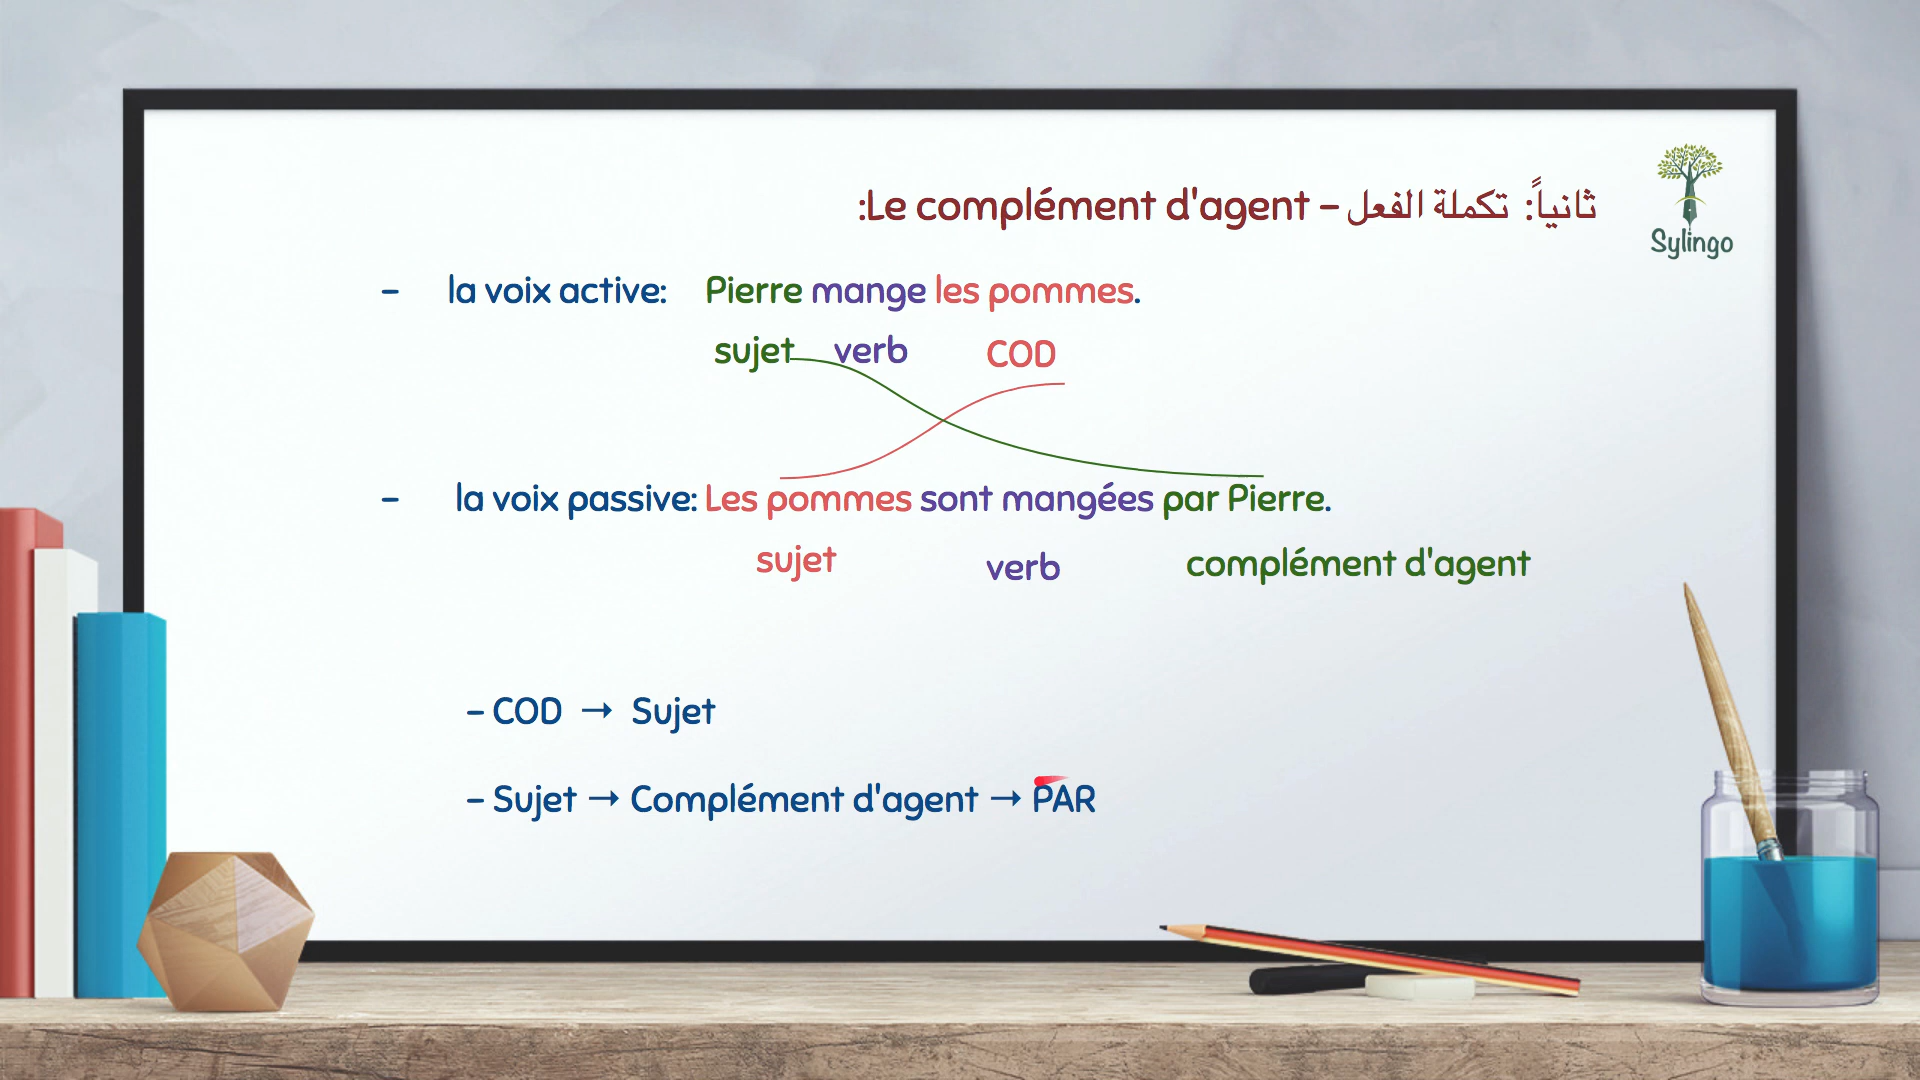 ثانياً: تكملة الفعل – Le complément d'agent:
Sylingo
– la voix active: Pierre mange les pommes.
sujet verb COD
– la voix passive: Les pommes sont mangées par Pierre.
sujet verb complément d'agent
– COD → Sujet
– Sujet → Complément d'agent → PAR